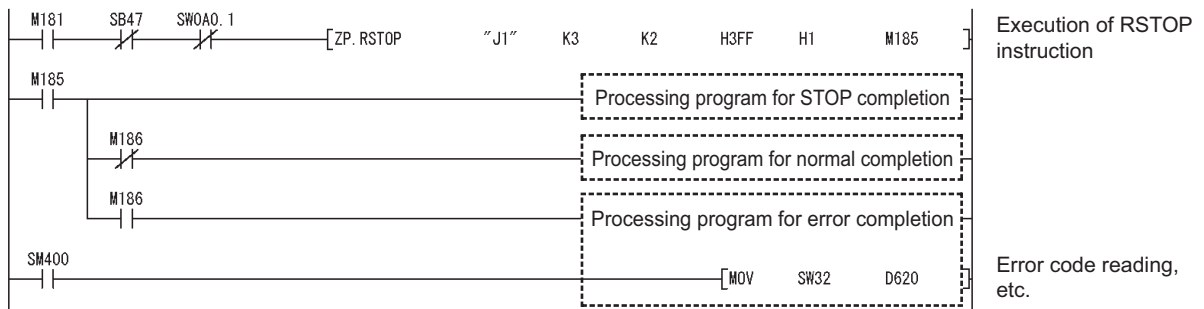 M181 SB47 SW0A0.1
ZP.RSTOP "J1" K3 K2 H3FF H1 M185
Execution of RSTOP
instruction
M185
Processing program for STOP completion
M186
Processing program for normal completion
M186
Processing program for error completion
SM400
MOV SW32 D620
Error code reading,
etc.